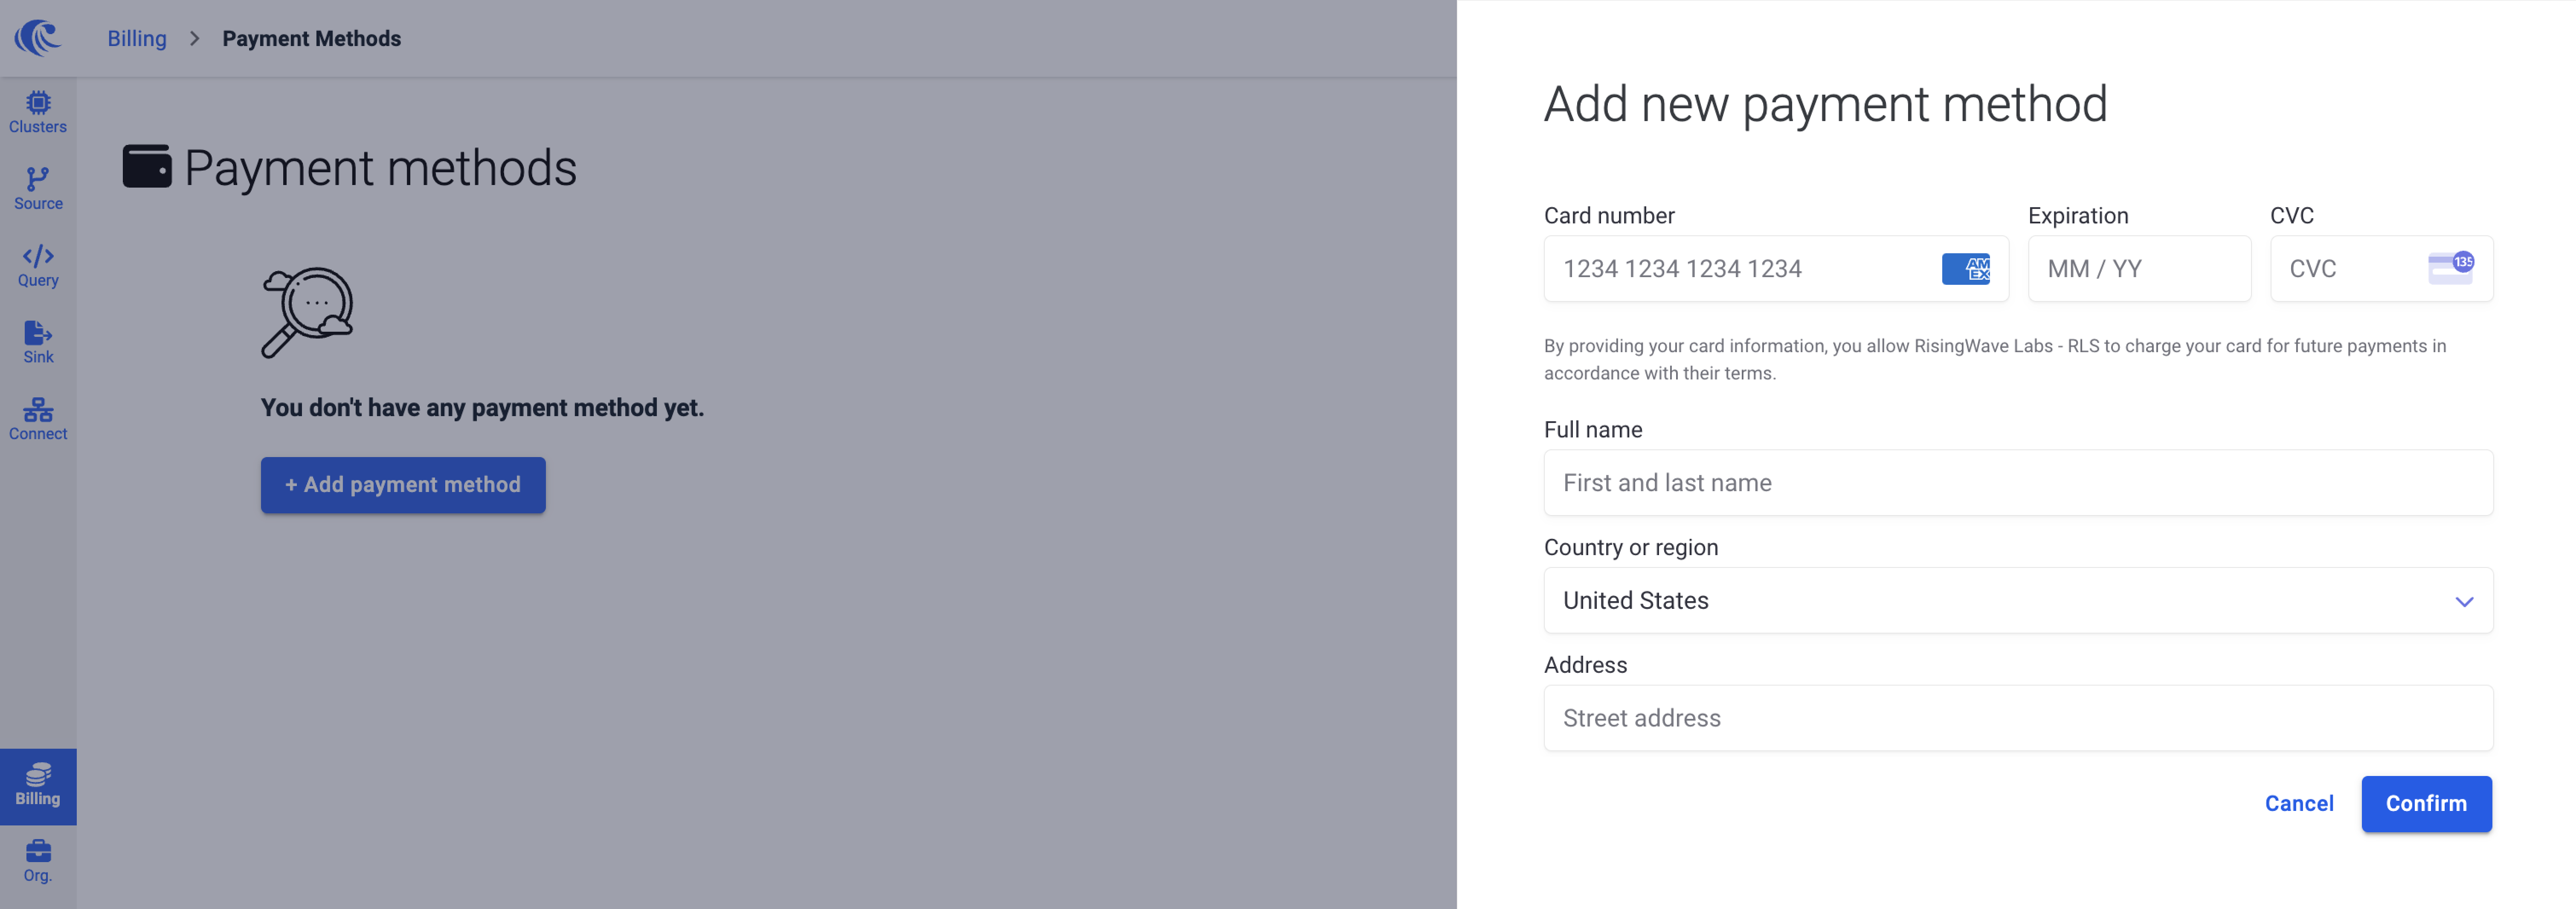 Billing > Payment Methods
Clusters
Source
Query
Sink
Connect
Billing
Org.
Payment methods
You don't have any payment method yet.
+ Add payment method
Add new payment method
Card number Expiration CVC
1234 1234 1234 1234 AM EX MM / YY CVC 135
By providing your card information, you allow RisingWave Labs - RLS to charge your card for future payments in
accordance with their terms.
Full name
First and last name
Country or region
United States
Address
Street address
Cancel Confirm